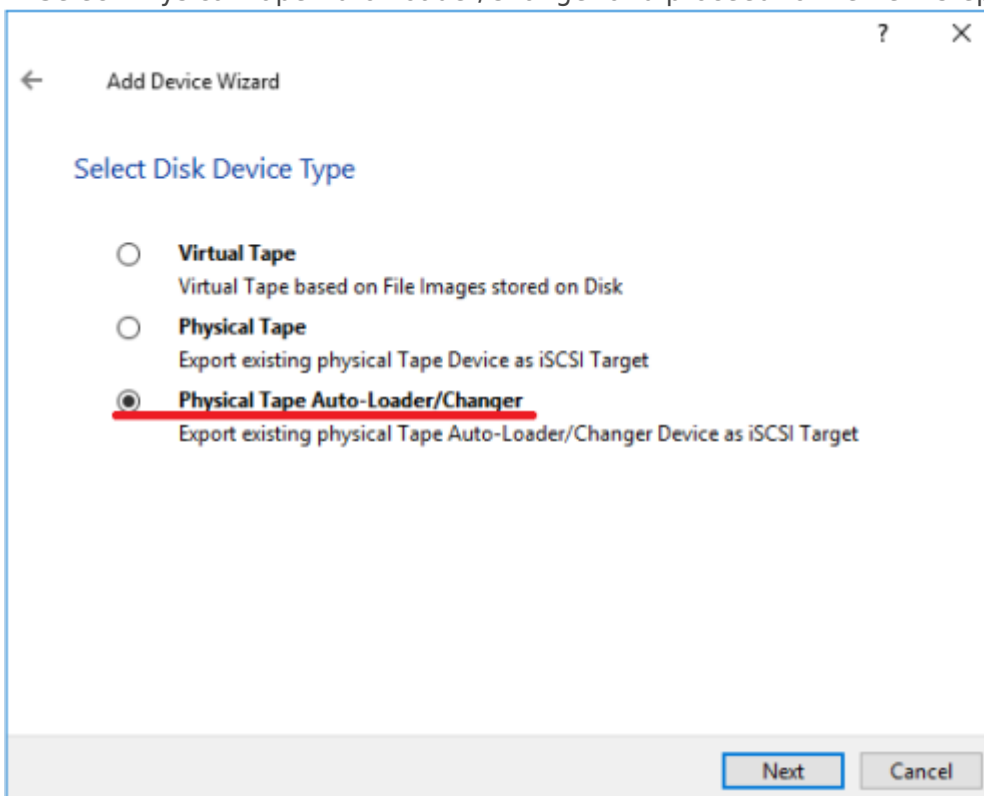 ?
Add Device Wizard
Select Disk Device Type
Virtual Tape
Virtual Tape based on File Images stored on Disk
Physical Tape
Export existing physical Tape Device as iSCSI Target
Physical Tape Auto-Loader/Changer
Export existing physical Tape Auto-Loader/Changer Device as iSCSI Target
Next Cancel